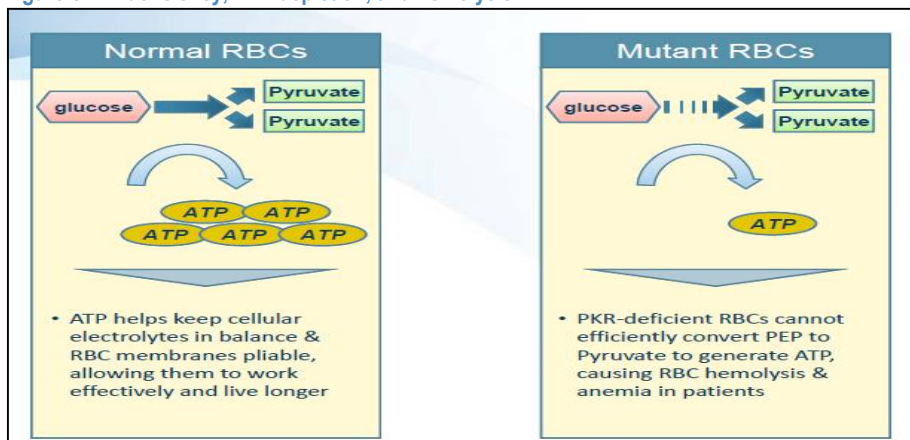 Normal RBCs
glucose
Pyruvate
Pyruvate
ATP ATP
ATP ATP ATP
• ATP helps keep cellular
electrolytes in balance &
RBC membranes pliable,
allowing them to work
effectively and live longer
Mutant RBCs
glucose
Pyruvate
Pyruvate
ATP
• PKR-deficient RBCs cannot
efficiently convert PEP to
Pyruvate to generate ATP,
causing RBC hemolysis &
anemia in patients